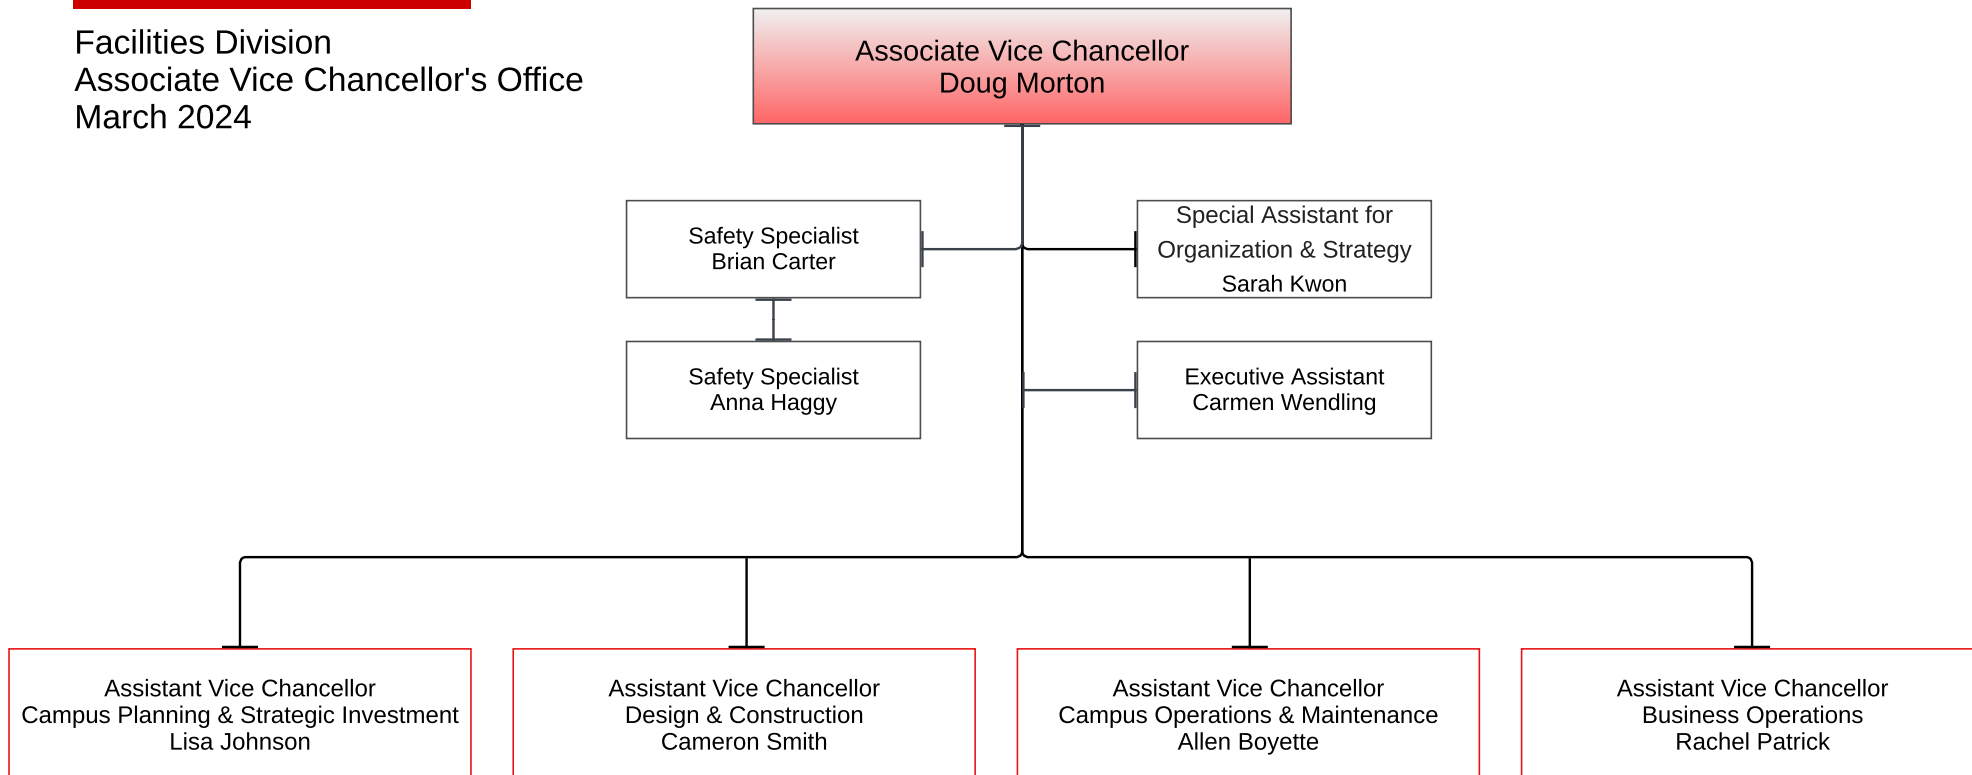 Facilities Division
Associate Vice Chancellor's Office
March 2024
Associate Vice Chancellor
Doug Morton
Safety Specialist
Brian Carter
Special Assistant for
Organization & Strategy
Sarah Kwon
Safety Specialist
Anna Haggy
Executive Assistant
Carmen Wendling
Assistant Vice Chancellor
Campus Planning & Strategic Investment
Lisa Johnson
Assistant Vice Chancellor
Design & Construction
Cameron Smith
Assistant Vice Chancellor
Campus Operations & Maintenance
Allen Boyette
Assistant Vice Chancellor
Business Operations
Rachel Patrick